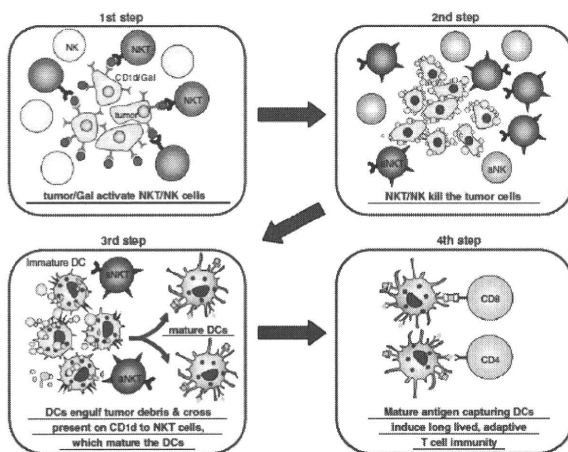 1st step
NK
NKT
CD1d/Gal
NKT
tumor
tumor/Gal activate NKT/NK cells
2nd step
aNKT
aNK
NKT/NK kill the tumor cells
3rd step
Immature DC
aNKT
mature DCs
aNKT
DCs engulf tumor debris & cross
present on CD1d to NKT cells,
which mature the DCs
4th step
CD8
CD4
Mature antigen capturing DCs
induce long lived, adaptive
T cell immunity